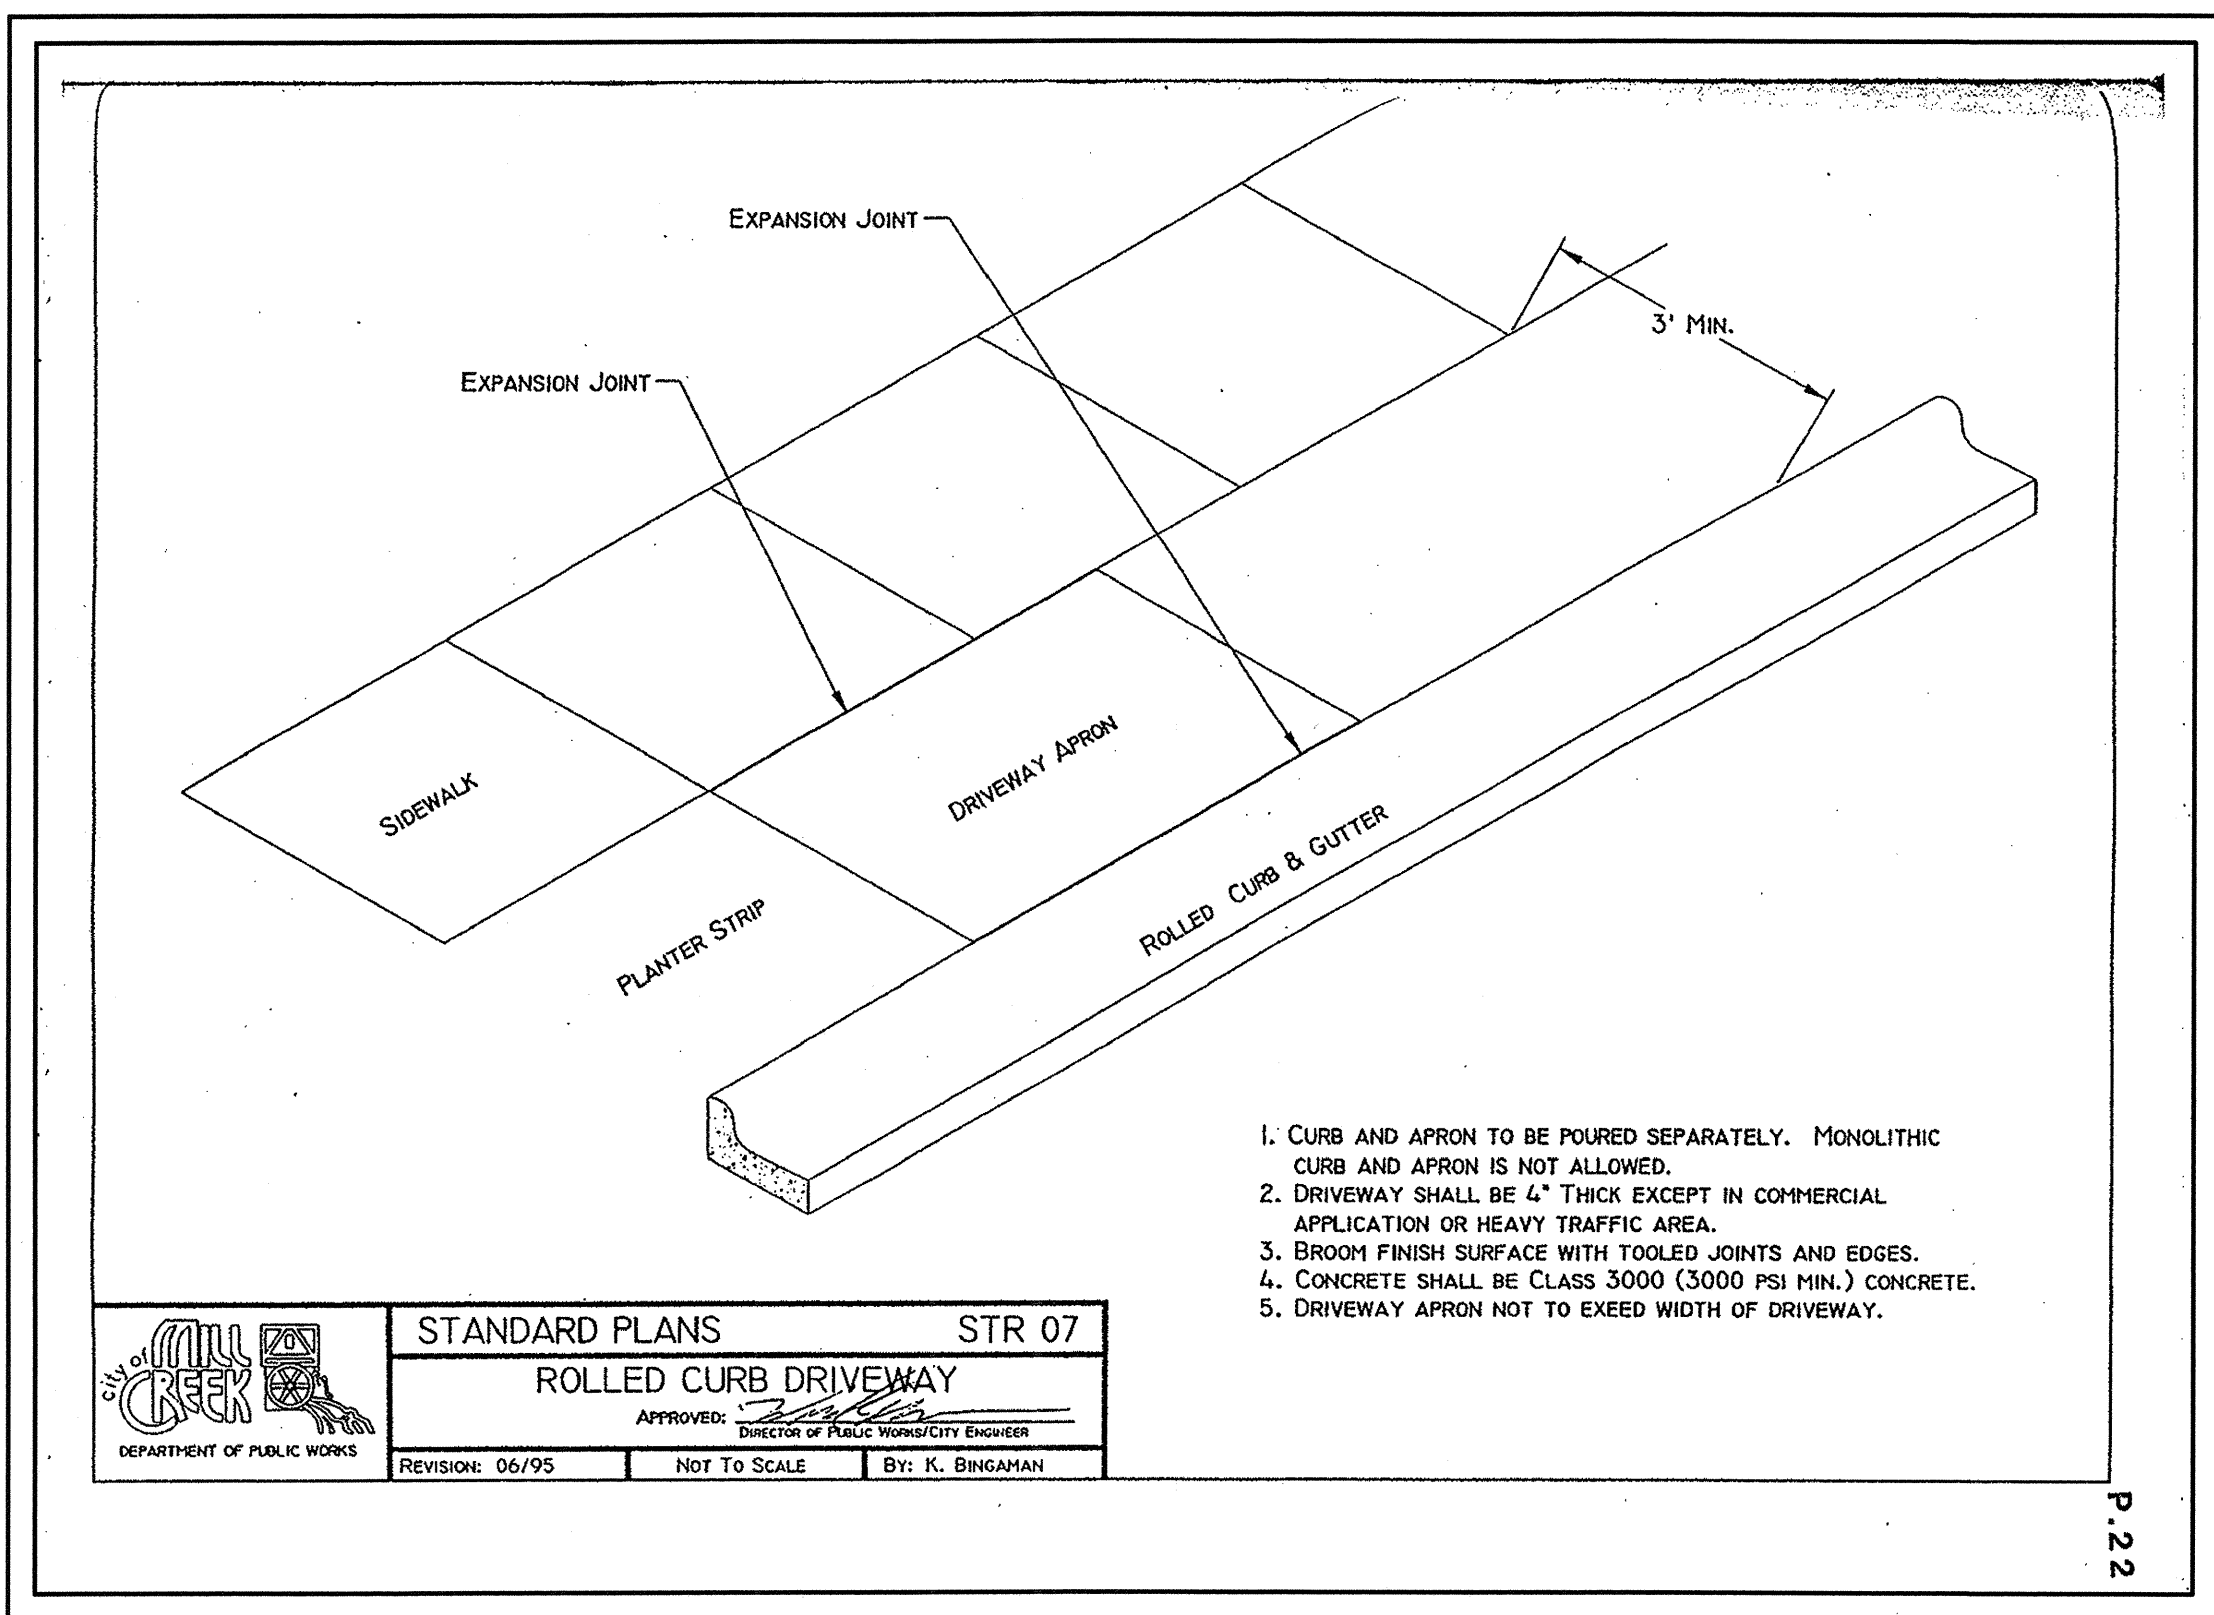 EXPANSION JOINT
EXPANSION JOINT
3' MIN.
SIDEWALK
DRIVEWAY APRON
PLANTER STRIP
ROLLED CURB & GUTTER
1. CURB AND APRON TO BE POURED SEPARATELY. MONOLITHIC
CURB AND APRON IS NOT ALLOWED.
2. DRIVEWAY SHALL BE 4" THICK EXCEPT IN COMMERCIAL
APPLICATION OR HEAVY TRAFFIC AREA.
3. BROOM FINISH SURFACE WITH TOOLED JOINTS AND EDGES.
4. CONCRETE SHALL BE CLASS 3000 (3000 PSI MIN.) CONCRETE.
5. DRIVEWAY APRON NOT TO EXEED WIDTH OF DRIVEWAY.
city of MILL
CREEK
DEPARTMENT OF PUBLIC WORKS
STANDARD PLANS STR 07
ROLLED CURB DRIVEWAY
APPROVED:
DIRECTOR OF PUBLIC WORKS/CITY ENGINEER
REVISION: 06/95 NOT TO SCALE BY: K. BINGAMAN
P.22